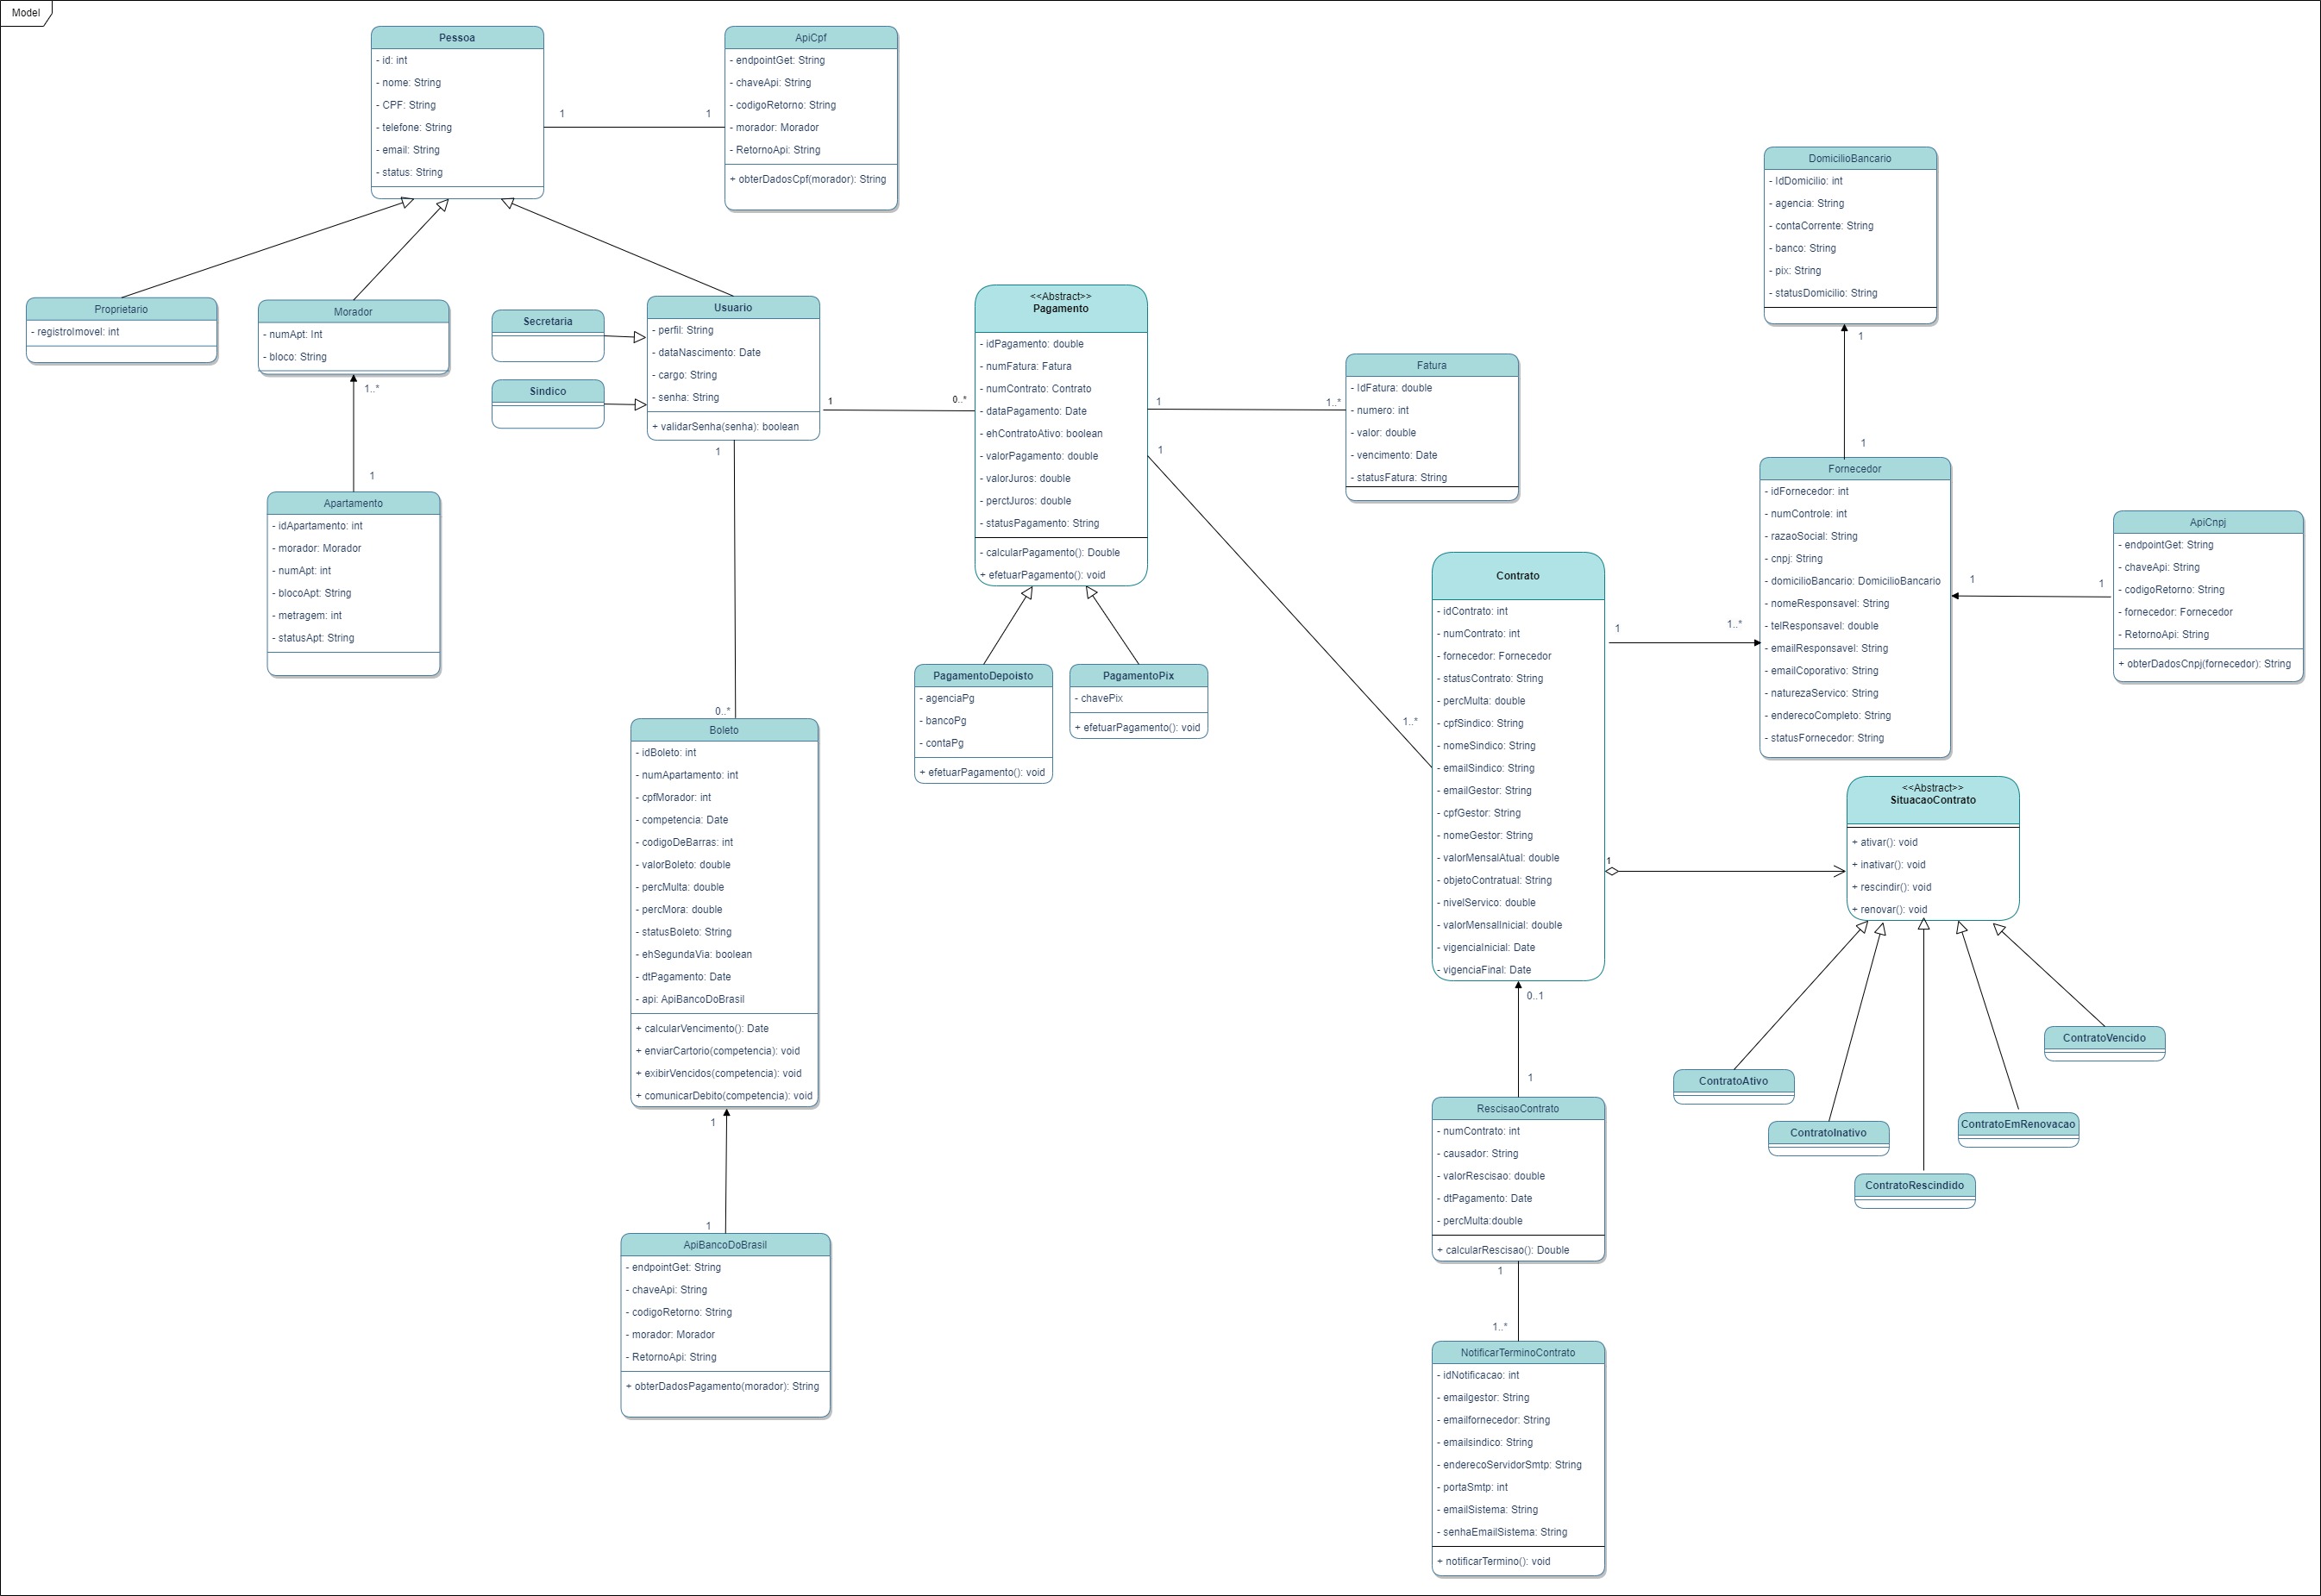 Model
Pessoa
- id: int
- nome: String
- CPF: String
- telefone: String
- email: String
- status: String
1
1
ApiCpf
- endpointGet: String
- chaveApi: String
- codigoRetorno: String
- morador: Morador
- RetornoApi: String
+ obterDadosCpf(morador): String
DomicilioBancario
- IdDomicilio: int
- agencia: String
- contaCorrente: String
- banco: String
- pix: String
- statusDomicilio: String
1
1
Proprietario
- registroImovel: int
Morador
- numApt: Int
- bloco: String
1..*
1
Secretaria
Sindico
Usuario
- perfil: String
- dataNascimento: Date
- cargo: String
- senha: String
+ validarSenha(senha): boolean
1
0..*
1
0..*
<<Abstract>>
Pagamento
- idPagamento: double
- numFatura: Fatura
- numContrato: Contrato
- dataPagamento: Date
- ehContratoAtivo: boolean
- valorPagamento: double
- valorJuros: double
- perctJuros: double
- statusPagamento: String
- calcularPagamento(): Double
+ efetuarPagamento(): void
1
1..*
1
1..*
Fatura
- IdFatura: double
- numero: int
- valor: double
- vencimento: Date
- statusFatura: String
Fornecedor
- idFornecedor: int
- numControle: int
- razaoSocial: String
- cnpj: String
- domicilioBancario: DomicilioBancario
- nomeResponsavel: String
- telResponsavel: double
- emailResponsavel: String
- emailCoporativo: String
- naturezaServico: String
- enderecoCompleto: String
- statusFornecedor: String
1
1
ApiCnpj
- endpointGet: String
- chaveApi: String
- codigoRetorno: String
- fornecedor: Fornecedor
- RetornoApi: String
+ obterDadosCnpj(fornecedor): String
Apartamento
- idApartamento: int
- morador: Morador
- numApt: int
- blocoApt: String
- metragem: int
- statusApt: String
PagamentoDepoisto
- agenciaPg
- bancoPg
- contaPg
+ efetuarPagamento(): void
PagamentoPix
- chavePix
+ efetuarPagamento(): void
Contrato
- idContrato: int
- numContrato: int
- fornecedor: Fornecedor
- statusContrato: String
- percMulta: double
- cpfSindico: String
- nomeSindico: String
- emailSindico: String
- emailGestor: String
- cpfGestor: String
- nomeGestor: String
- valorMensalAtual: double
- objetoContratual: String
- nivelServico: double
- valorMensalInicial: double
- vigenciaInicial: Date
- vigenciaFinal: Date
1
1..*
1
0..1
1
<<Abstract>>
SituacaoContrato
+ ativar(): void
+ inativar(): void
+ rescindir(): void
+ renovar(): void
ContratoVencido
ContratoAtivo
ContratoInativo
ContratoEmRenovacao
ContratoRescindido
Boleto
- idBoleto: int
- numApartamento: int
- cpfMorador: int
- competencia: Date
- codigoDeBarras: int
- valorBoleto: double
- percMulta: double
- percMora: double
- statusBoleto: String
- ehSegundaVia: boolean
- dtPagamento: Date
- api: ApiBancoDoBrasil
+ calcularVencimento(): Date
+ enviarCartorio(competencia): void
+ exibirVencidos(competencia): void
+ comunicarDebito(competencia): void
1
1
ApiBancoDoBrasil
- endpointGet: String
- chaveApi: String
- codigoRetorno: String
- morador: Morador
- RetornoApi: String
+ obterDadosPagamento(morador): String
RescisaoContrato
- numContrato: int
- causador: String
- valorRescisao: double
- dtPagamento: Date
- percMulta:double
+ calcularRescisao(): Double
1
1..*
NotificarTerminoContrato
- idNotificacao: int
- emailgestor: String
- emailfornecedor: String
- emailsindico: String
- enderecoServidorSmtp: String
- portaSmtp: int
- emailSistema: String
- senhaEmailSistema: String
+ notificarTermino(): void